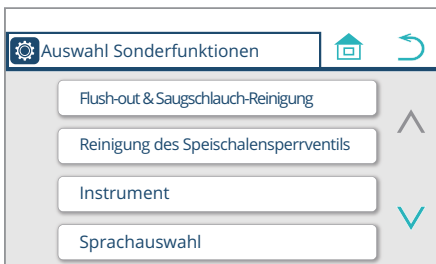 Auswahl Sonderfunktionen
Flush-out & Saugschlauch-Reinigung
Reinigung des Speischalensperrventils
Instrument
Sprachauswahl